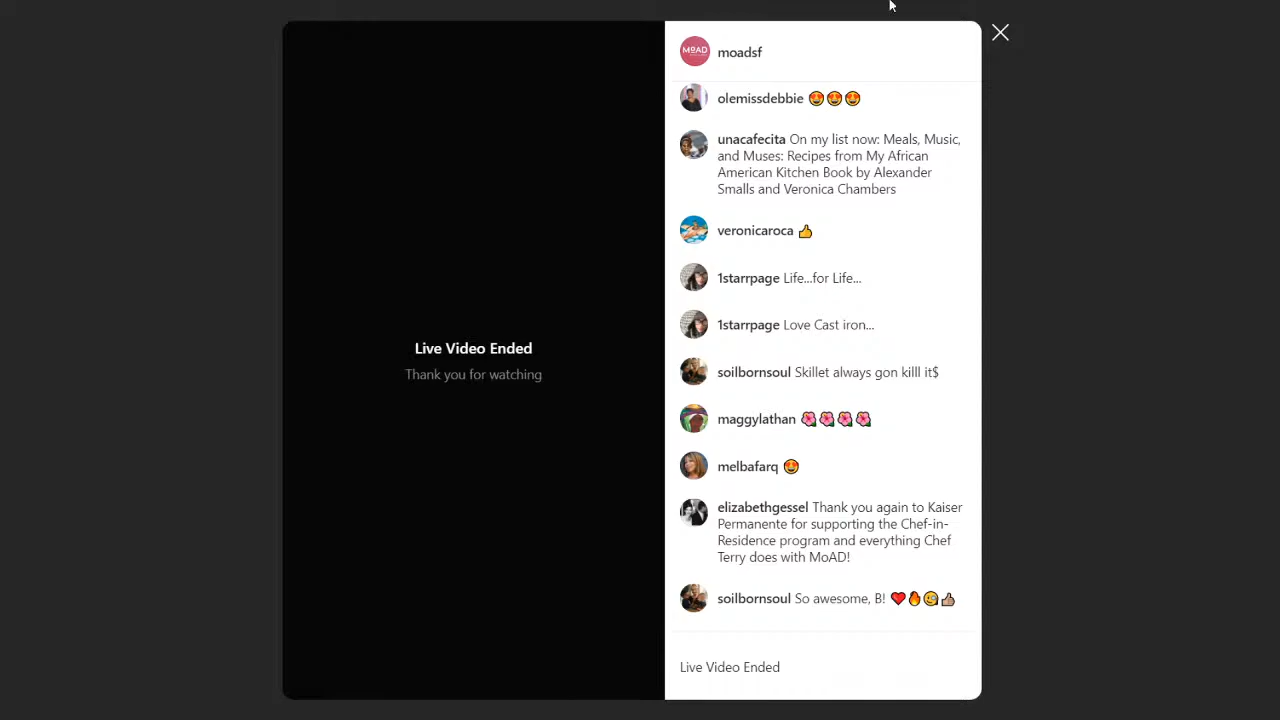 MOAD
moadsf
olemissdebbie 😍😍😍
unacafecita On my list now: Meals, Music,
and Muses: Recipes from My African
American Kitchen Book by Alexander
Smalls and Veronica Chambers
veronicaroca 👍
1starrpage Life...for Life...
1starrpage Love Cast iron...
soilbornsoul Skillet always gon killl it$
maggylathan 🌺🌺🌺🌺
melbafarq 😍
elizabethgessel Thank you again to Kaiser
Permanente for supporting the Chef-in-
Residence program and everything Chef
Terry does with MoAD!
soilbornsoul So awesome, B! ❤🔥🧐👍🏽
Live Video Ended
Live Video Ended
Thank you for watching